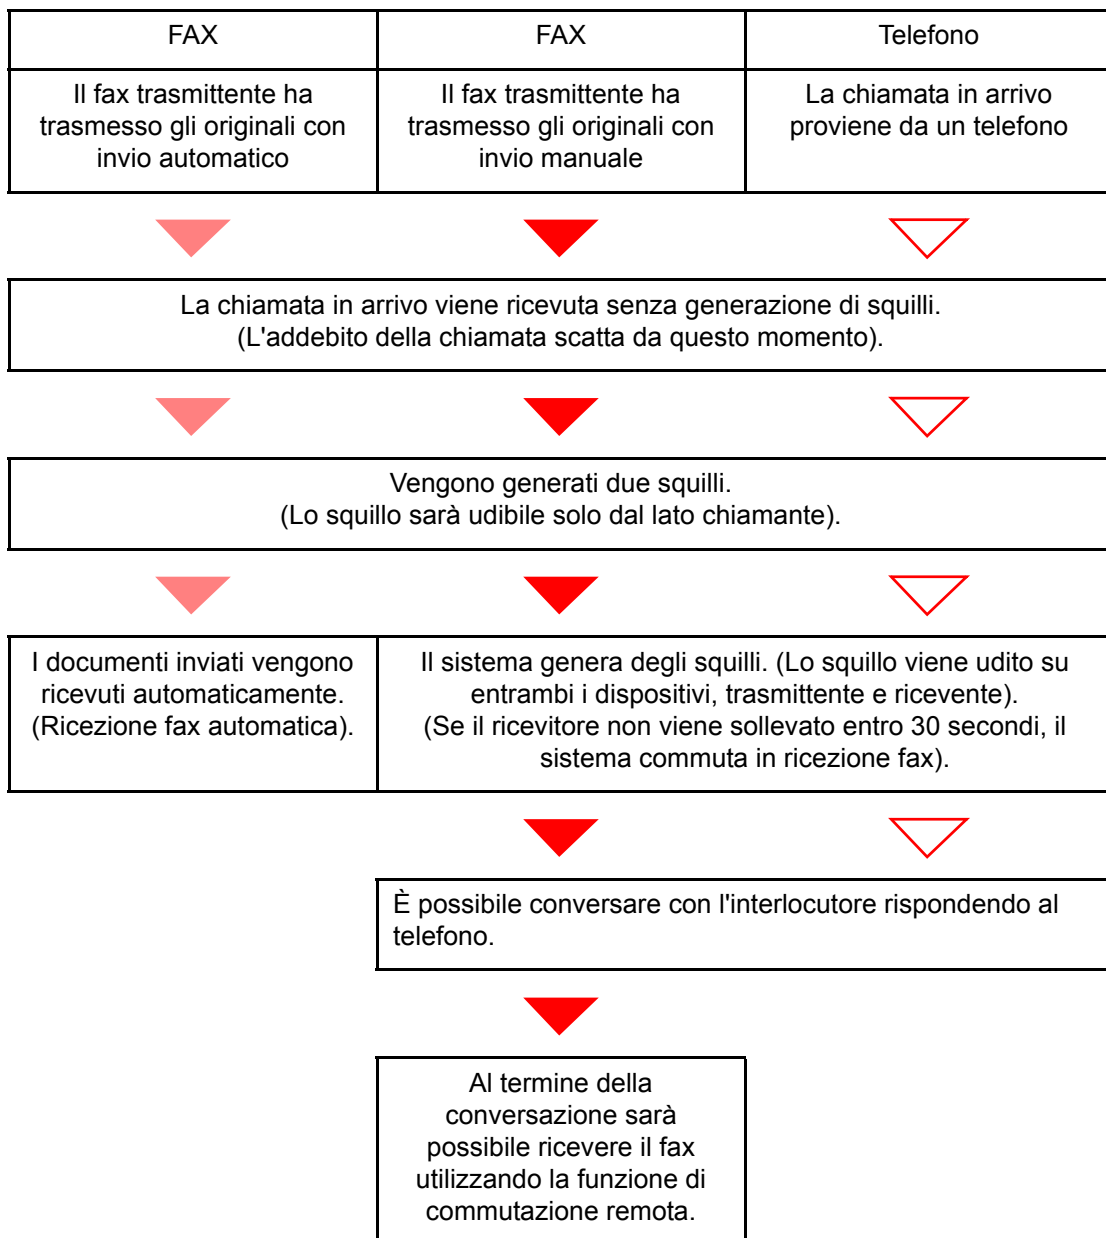 FAX
FAX
Telefono
Il fax trasmittente ha
trasmesso gli originali con
invio automatico
Il fax trasmittente ha
trasmesso gli originali con
invio manuale
La chiamata in arrivo
proviene da un telefono
La chiamata in arrivo viene ricevuta senza generazione di squilli.
(L'addebito della chiamata scatta da questo momento).
Vengono generati due squilli.
(Lo squillo sarà udibile solo dal lato chiamante).
I documenti inviati vengono
ricevuti automaticamente.
(Ricezione fax automatica).
Il sistema genera degli squilli. (Lo squillo viene udito su
entrambi i dispositivi, trasmittente e ricevente).
(Se il ricevitore non viene sollevato entro 30 secondi, il
sistema commuta in ricezione fax).
È possibile conversare con l'interlocutore rispondendo al
telefono.
Al termine della
conversazione sarà
possibile ricevere il fax
utilizzando la funzione di
commutazione remota.